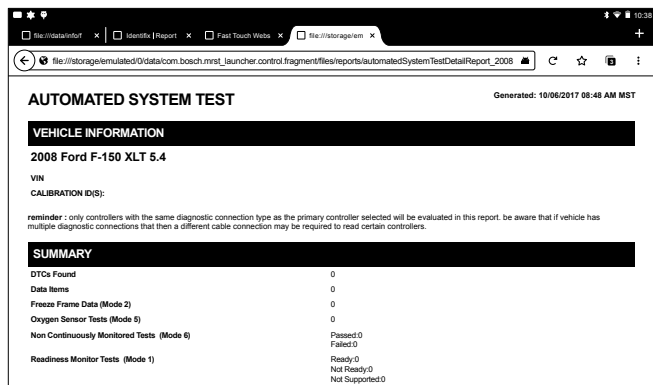 10:38
file:///data/info/f
Identifix | Report
Fast Touch Webs
file:///storage/em
file:///storage/emulated/0/data/com.bosch.mrst_launcher.control.fragment/files/reports/automatedSystemTestDetailReport_2008
AUTOMATED SYSTEM TEST
Generated: 10/06/2017 08:48 AM MST
VEHICLE INFORMATION
2008 Ford F-150 XLT 5.4
VIN
CALIBRATION ID(S):
reminder : only controllers with the same diagnostic connection type as the primary controller selected will be evaluated in this report. be aware that if vehicle has
multiple diagnostic connections that then a different cable connection may be required to read certain controllers.
SUMMARY
DTCs Found 0
Data Items 0
Freeze Frame Data (Mode 2) 0
Oxygen Sensor Tests (Mode 5) 0
Non Continuously Monitored Tests (Mode 6) Passed:0
Failed:0
Readiness Monitor Tests (Mode 1) Ready:0
Not Ready:0
Not Supported:0